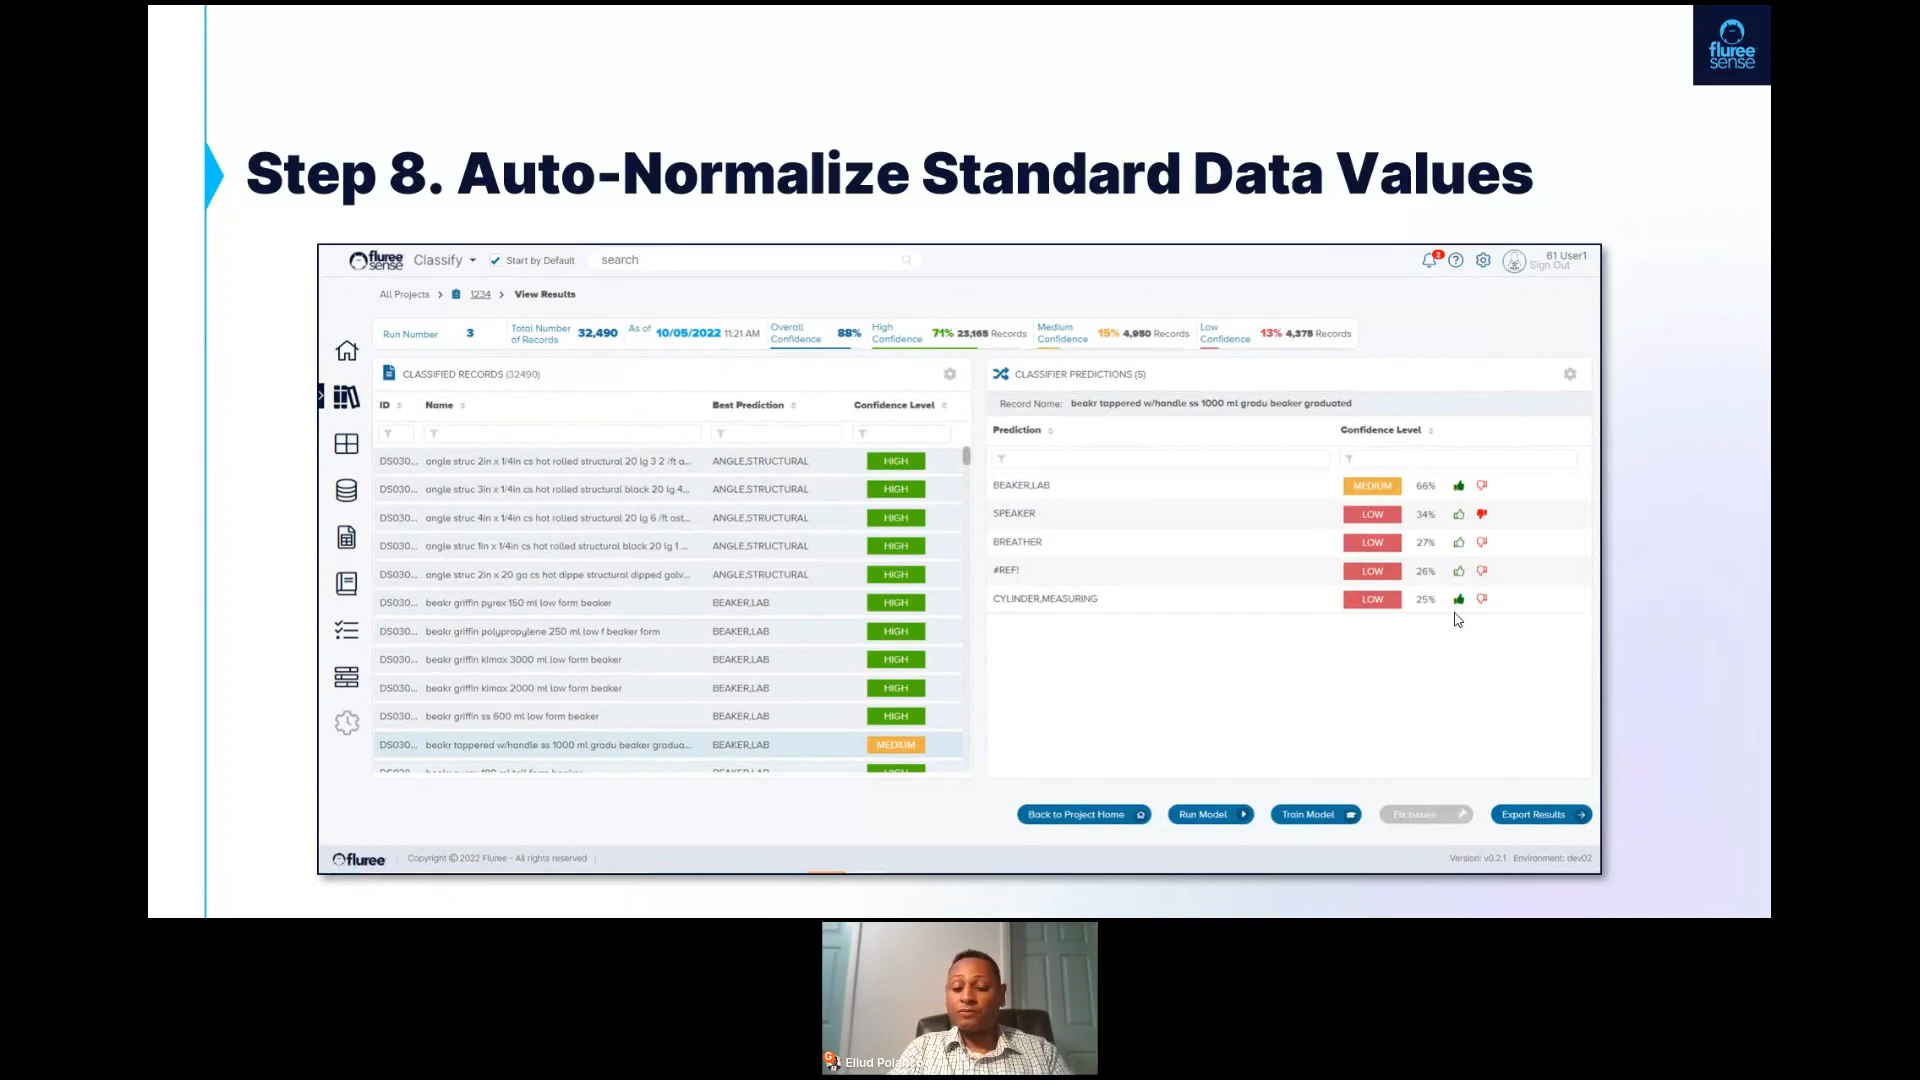 fluree
sense
Step 8. Auto-Normalize Standard Data Values
fluree sense Classify Start by Default search 2 61 User1
Sign Out
All Projects > 1234 > View Results
Run Number 3 Total Number of Records 32,490 As of 10/05/2022 11:21 AM Overall Confidence 88% High Confidence 71% 23,165 Records Medium Confidence 15% 4,950 Records Low Confidence 13% 4,375 Records
CLASSIFIED RECORDS (32490)
ID Name Best Prediction Confidence Level
DS030... angle struc 2in x 1/4in cs hot rolled structural 20 lg 3 2 /ft a... ANGLE,STRUCTURAL HIGH
DS030... angle struc 3in x 1/4in cs hot rolled structural black 20 lg 4... ANGLE,STRUCTURAL HIGH
DS030... angle struc 4in x 1/4in cs hot rolled structural 20 lg 6 /ft ast... ANGLE,STRUCTURAL HIGH
DS030... angle struc 1in x 1/4in cs hot rolled structural black 20 lg 1 ... ANGLE,STRUCTURAL HIGH
DS030... angle struc 2in x 20 ga cs hot dippe structural dipped galv... ANGLE,STRUCTURAL HIGH
DS030... beakr griffin pyrex 150 ml low form beaker BEAKER,LAB HIGH
DS030... beakr griffin polypropylene 250 ml low f beaker form BEAKER,LAB HIGH
DS030... beakr griffin kimax 3000 ml low form beaker BEAKER,LAB HIGH
DS030... beakr griffin kimax 2000 ml low form beaker BEAKER,LAB HIGH
DS030... beakr griffin ss 600 ml low form beaker BEAKER,LAB HIGH
DS030... beakr tappered w/handle ss 1000 ml gradu beaker gradua... BEAKER,LAB MEDIUM
CLASSIFIER PREDICTIONS (5)
Record Name: beakr tappered w/handle ss 1000 ml gradu beaker graduated
Prediction Confidence Level
BEAKER,LAB MEDIUM 66%
SPEAKER LOW 34%
BREATHER LOW 27%
#REF! LOW 26%
CYLINDER,MEASURING LOW 25%
Back to Project Home Run Model Train Model Fix Issues Export Results
fluree Copyright © 2022 Fluree - All rights reserved Version: v0.2.1 Environment: dev02
G Eliud